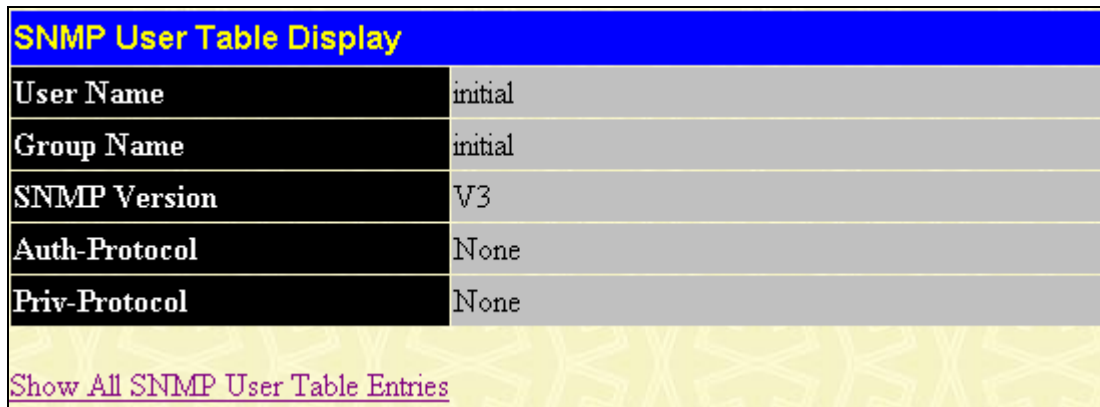 SNMP User Table Display
User Name initial
Group Name initial
SNMP Version V3
Auth-Protocol None
Priv-Protocol None
Show All SNMP User Table Entries